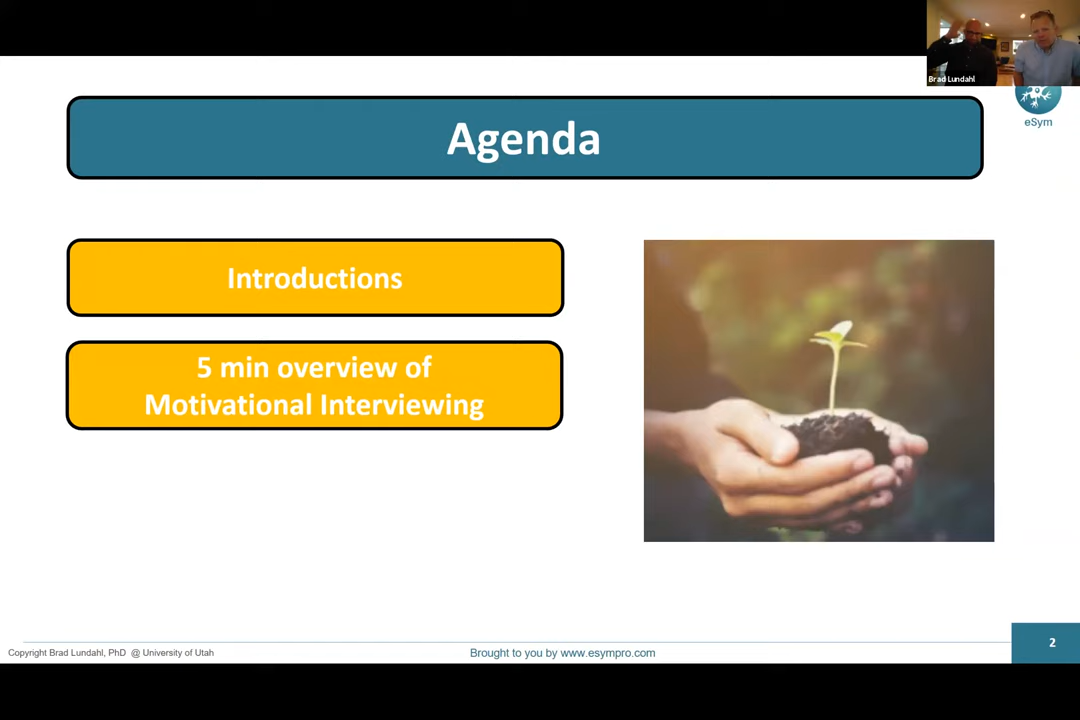 Brad Lundahl
eSym
Agenda
Introductions
5 min overview of
Motivational Interviewing
Copyright Brad Lundahl, PhD @ University of Utah
Brought to you by www.esympro.com
2